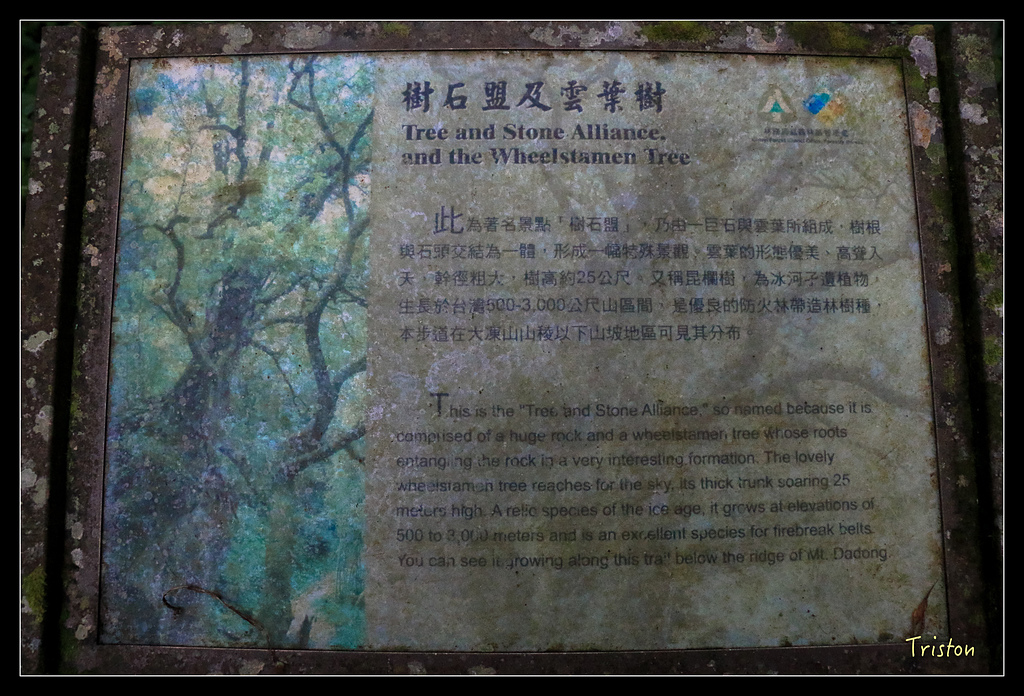 樹石盟及雲葉樹
Tree and Stone Alliance,
and the Wheelstamen Tree
此為著名景點「樹石盟」，乃由一巨石與雲葉所組成，樹根
與石頭交結為一體，形成一幅特殊景觀。雲葉的形態優美、高聳入
天，幹徑粗大，樹高約25公尺。又稱昆欄樹，為冰河孑遺植物，
生長於台灣500-3,000公尺山區間，是優良的防火林帶造林樹種，
本步道在大凍山山稜以下山坡地區可見其分布。
This is the "Tree and Stone Alliance," so named because it is
comprised of a huge rock and a wheelstamen tree whose roots
entangling the rock in a very interesting formation. The lovely
wheelstamen tree reaches for the sky, its thick trunk soaring 25
meters high. A relic species of the ice age, it grows at elevations of
500 to 3,000 meters and is an excellent species for firebreak belts.
You can see it growing along this trail below the ridge of Mt. Dadong.
Triston